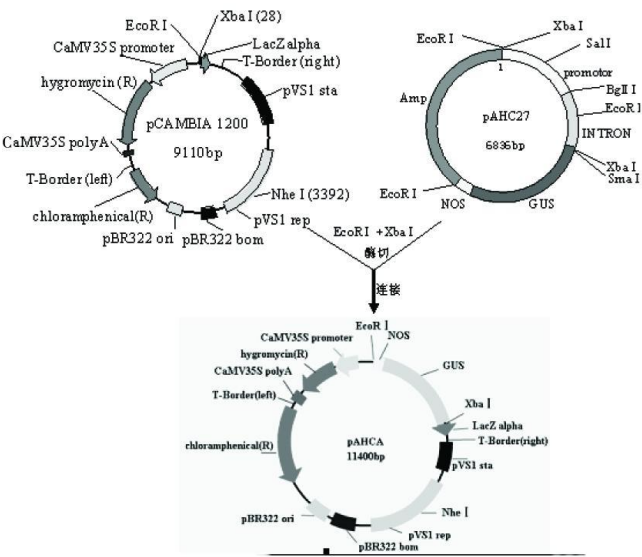 Xba I (28)
EcoR I
LacZ alpha
CaMV35S promoter
T-Border (right)
hygromycin (R)
pVS1 sta
pCAMBIA 1200
9110bp
CaMV35S polyA
T-Border (left)
Nhe I (3392)
chloramphenical(R)
pVS1 rep
pBR322 ori
pBR322 bom
Xba I
EcoR I
Sal I
1
promotor
Bgl I I
Amp
EcoR I
pAHC27
INTRON
6836bp
Xba I
Sma I
EcoR I
NOS
GUS
EcoR I +Xba I
酶切
连接
EcoR I
NOS
CaMV35S promoter
hygromycin(R)
GUS
CaMV35S polyA
T-Border(left)
Xba I
LacZ alpha
T-Border(right)
chloramphenical(R)
pAHCA
11400bp
pVS1 sta
Nhe I
pBR322 ori
pVS1 rep
pBR322 bom